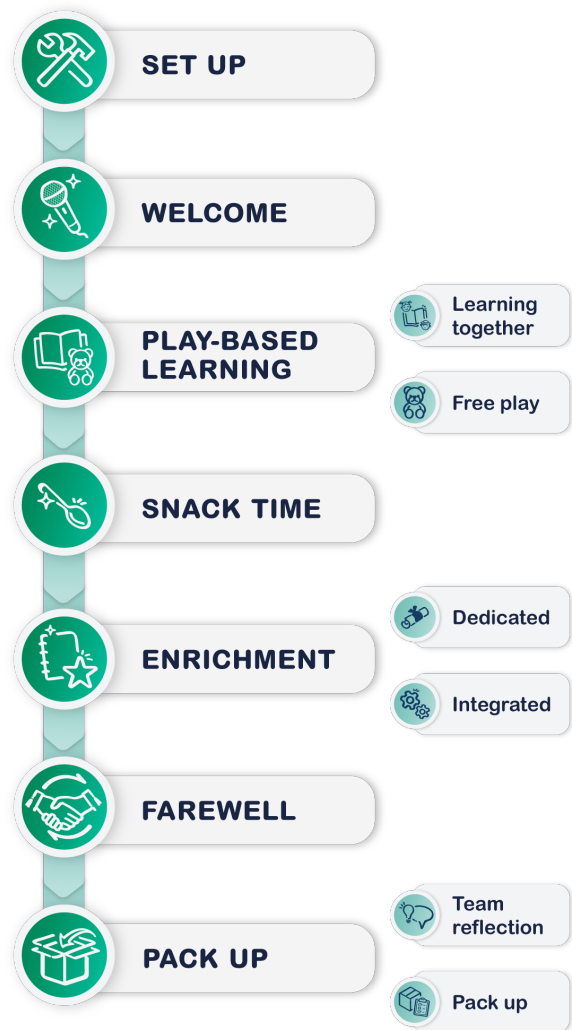 SET UP
WELCOME
PLAY-BASED
LEARNING
Learning
together
Free play
SNACK TIME
ENRICHMENT
Dedicated
Integrated
FAREWELL
PACK UP
Team
reflection
Pack up